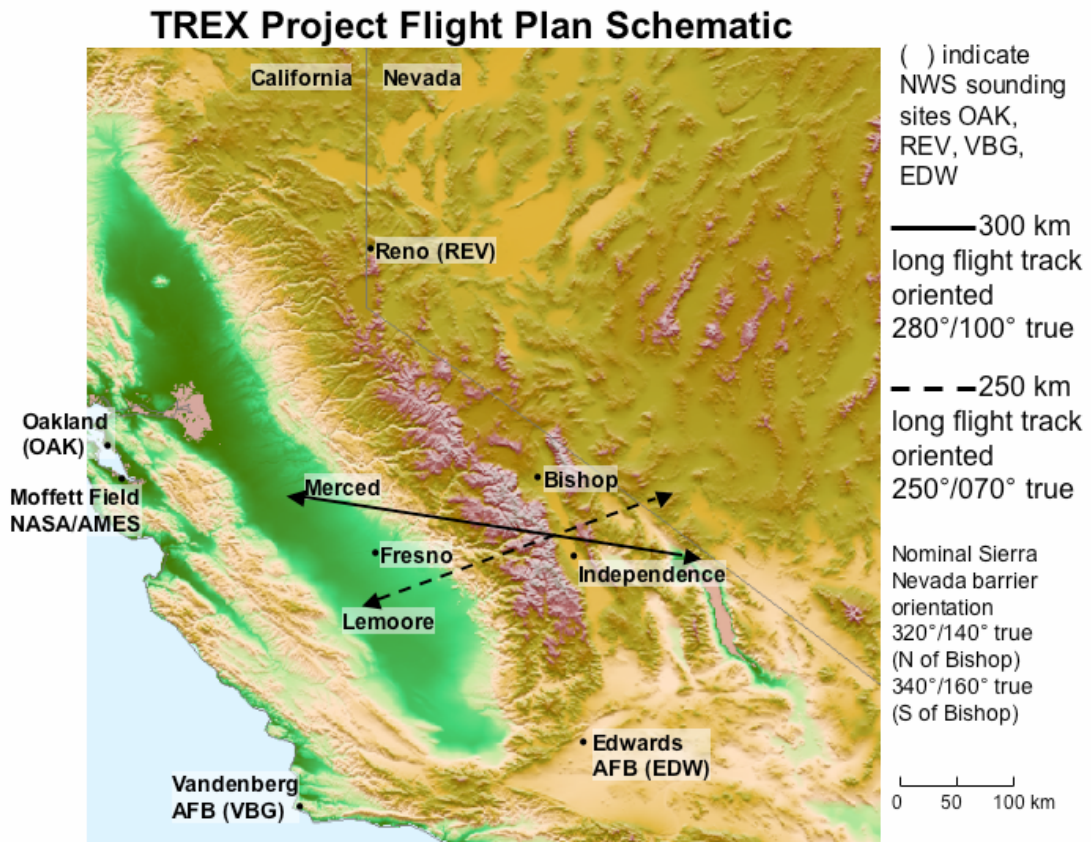 TREX Project Flight Plan Schematic
California
Nevada
Reno (REV)
Oakland
(OAK)
Moffett Field
NASA/AMES
Merced
Bishop
Fresno
Independence
Lemoore
Edwards
AFB (EDW)
Vandenberg
AFB (VBG)
( ) indicate
NWS sounding
sites OAK,
REV, VBG,
EDW
300 km
long flight track
oriented
280°/100° true
250 km
long flight track
oriented
250°/070° true
Nominal Sierra
Nevada barrier
orientation
320°/140° true
(N of Bishop)
340°/160° true
(S of Bishop)
0 50 100 km